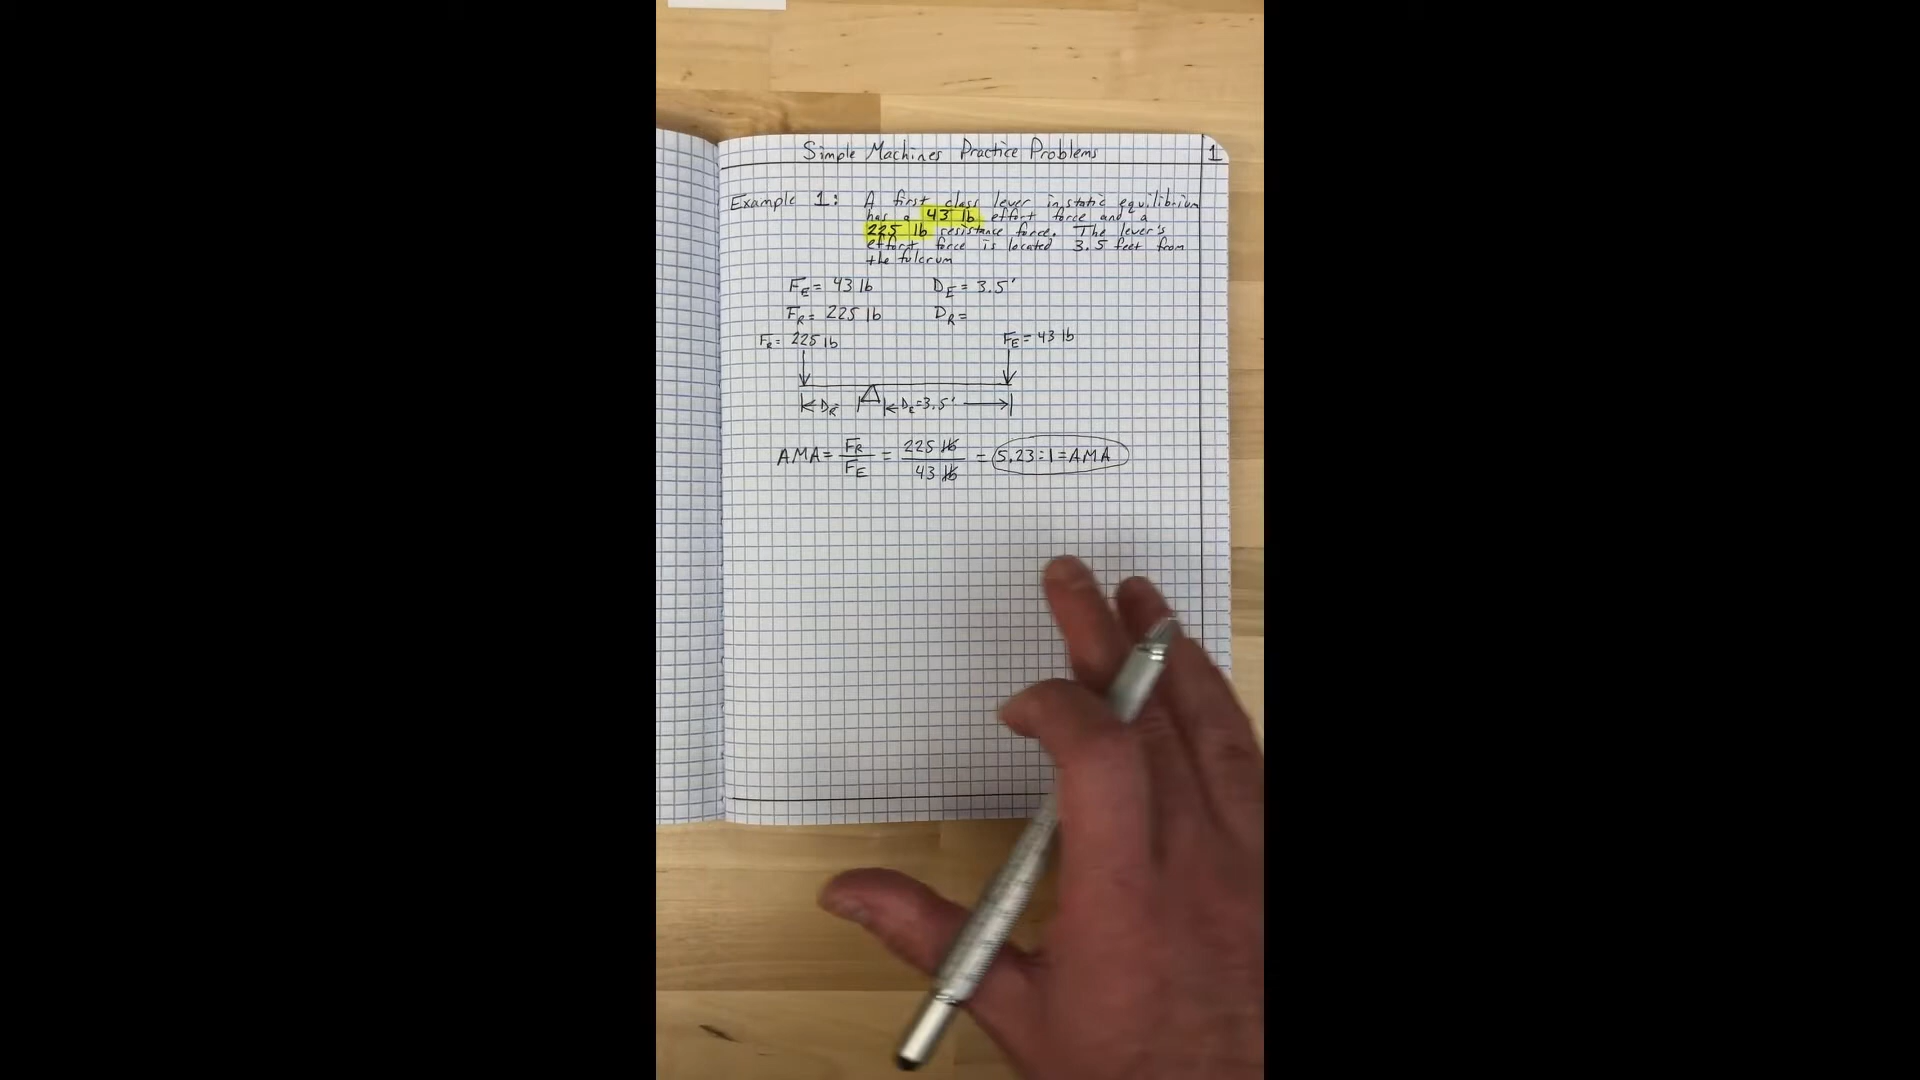 Simple Machines Practice Problems 1
Example 1: A first class lever in static equilibrium
has a 43 lb effort force and a
225 lb resistance force. The lever's
effort force is located 3.5 feet from
the fulcrum
FE = 43 lb DE = 3.5'
FR = 225 lb DR =
FR = 225 lb FE = 43 lb
DR= DE=3.5'
AMA = FR/FE = 225 lb/43 lb = 5.23:1 = AMA